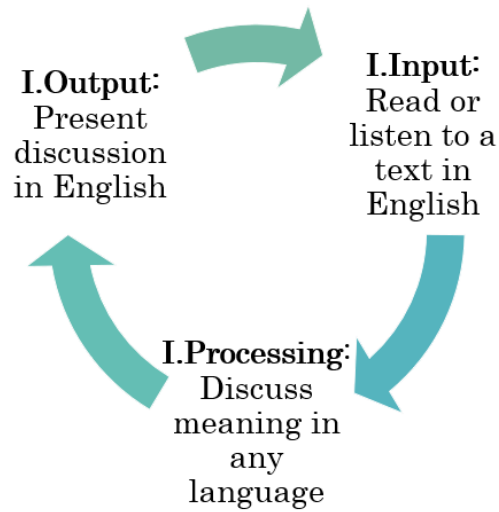 I.Output:
Present
discussion
in English
I.Input:
Read or
listen to a
text in
English
I.Processing:
Discuss
meaning in
any
language